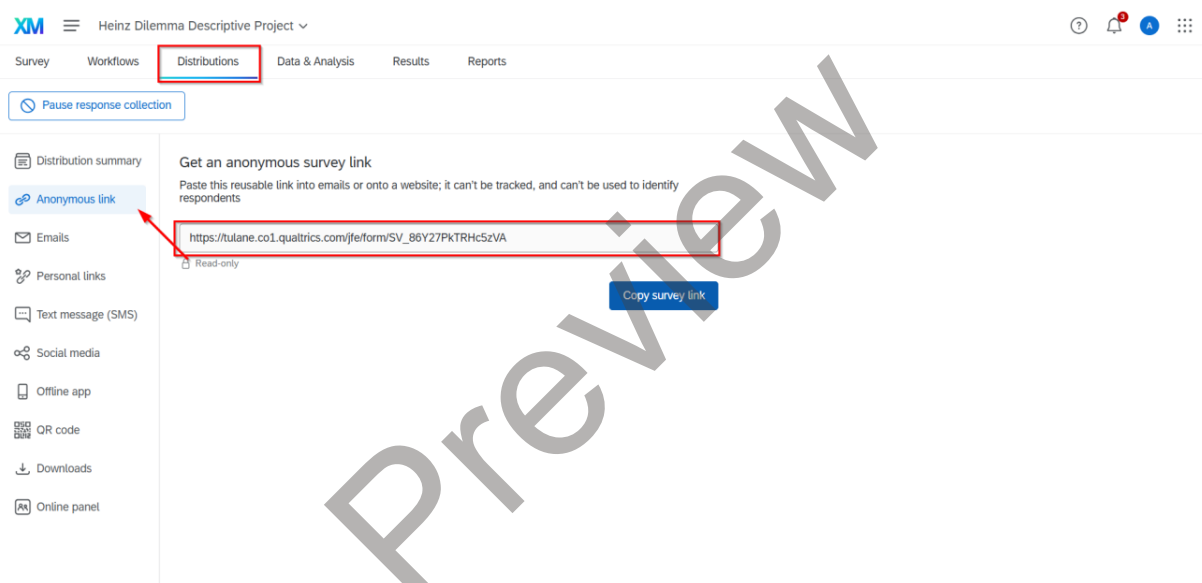 XM Heinz Dilemma Descriptive Project 3 A
Survey Workflows Distributions Data & Analysis Results Reports
Pause response collection
Distribution summary
Anonymous link
Emails
Personal links
Text message (SMS)
Social media
Offline app
QR code
Downloads
Online panel
Get an anonymous survey link
Paste this reusable link into emails or onto a website; it can't be tracked, and can't be used to identify
respondents
https://tulane.co1.qualtrics.com/jfe/form/SV_86Y27PkTRHc5zVA
Read-only
Copy survey link
Preview